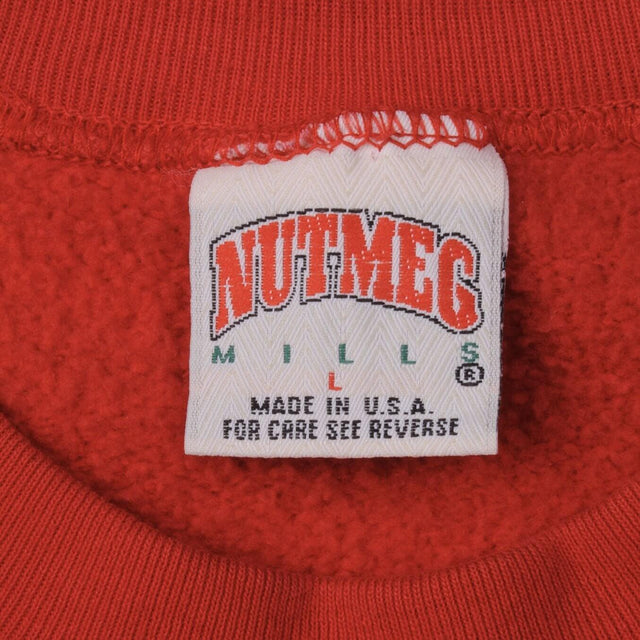 NUTMEG
MILLS
®
L
MADE IN U.S.A.
FOR CARE SEE REVERSE